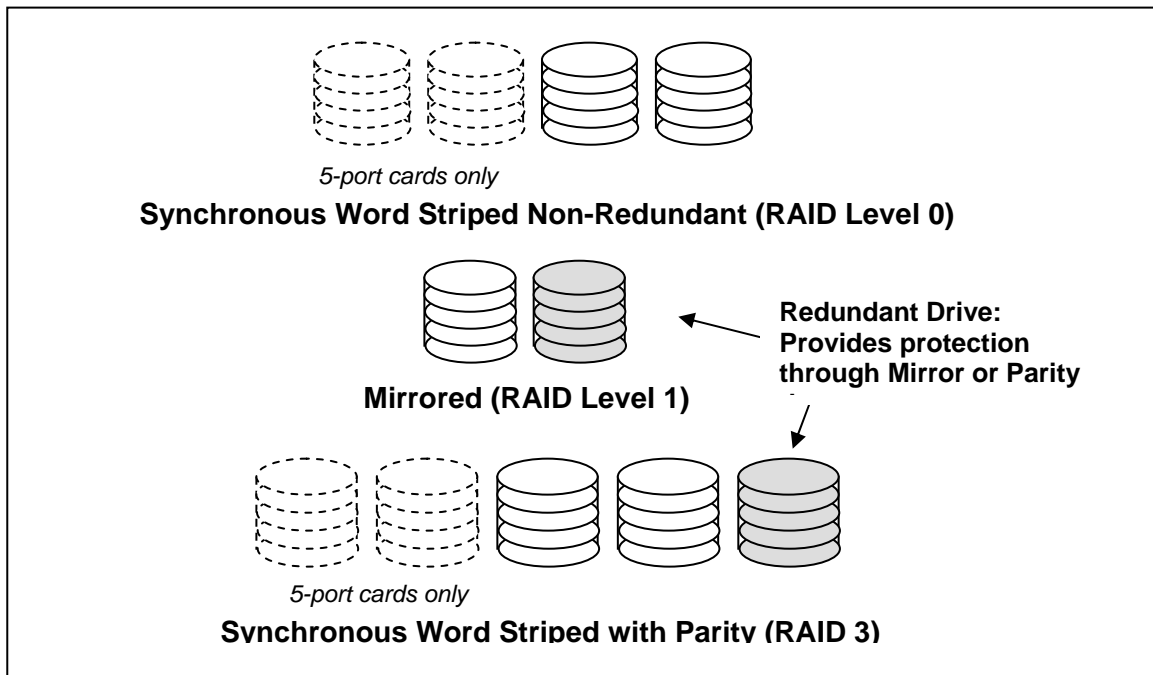 5-port cards only
Synchronous Word Striped Non-Redundant (RAID Level 0)
Mirrored (RAID Level 1)
Redundant Drive:
Provides protection
through Mirror or Parity
5-port cards only
Synchronous Word Striped with Parity (RAID 3)